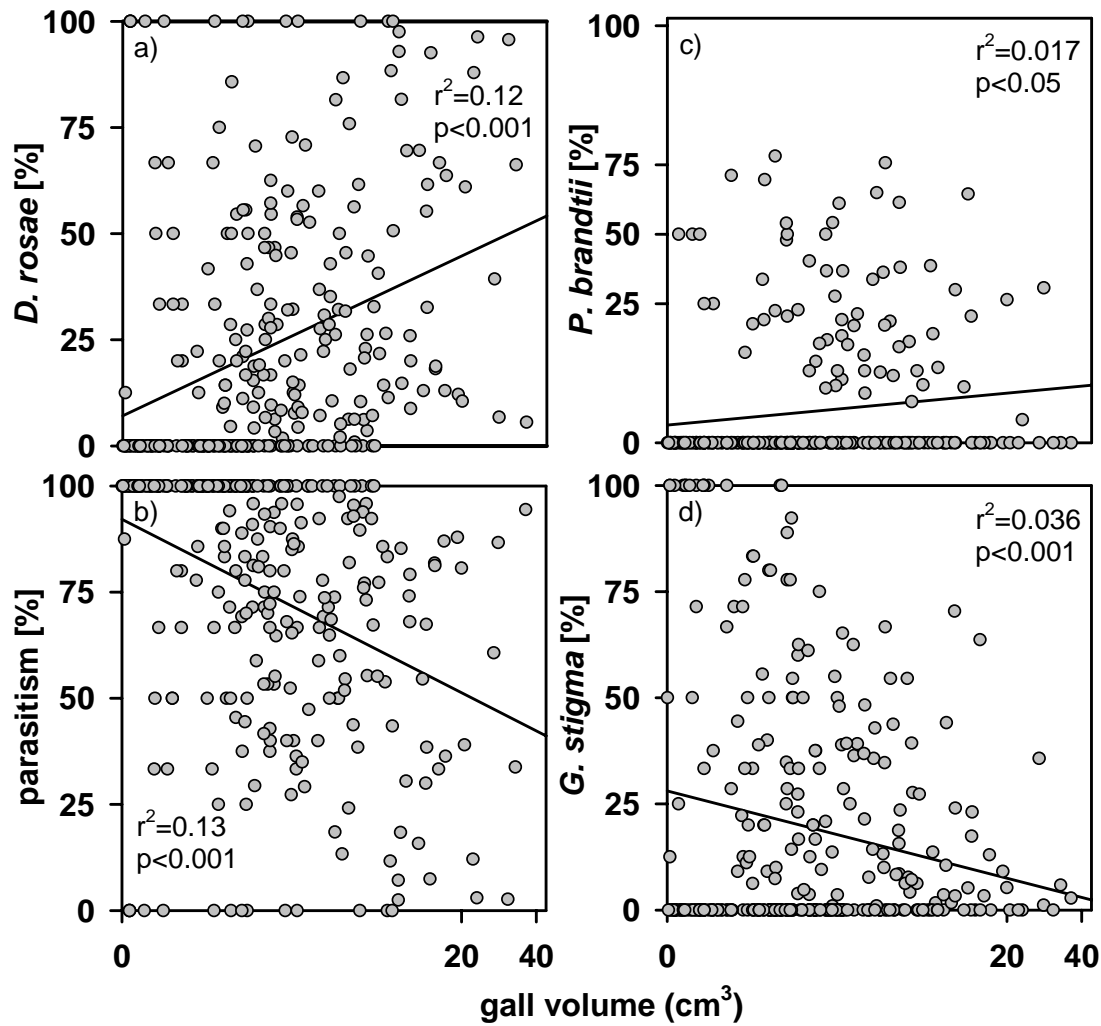 a)
100
75
50
25
0
D. rosae [%]
r²=0.12
p<0.001
c)
100
75
50
25
0
P. brandtii [%]
r²=0.017
p<0.05
b)
100
75
50
25
0
parasitism [%]
r²=0.13
p<0.001
0 20 40
d)
100
75
50
25
0
G. stigma [%]
r²=0.036
p<0.001
0 20 40
gall volume (cm³)